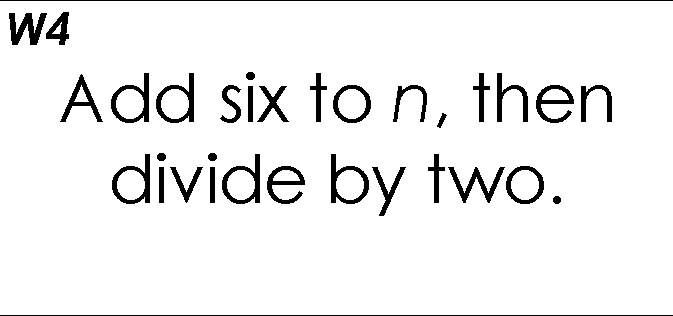 W4
Add six to n, then
divide by two.